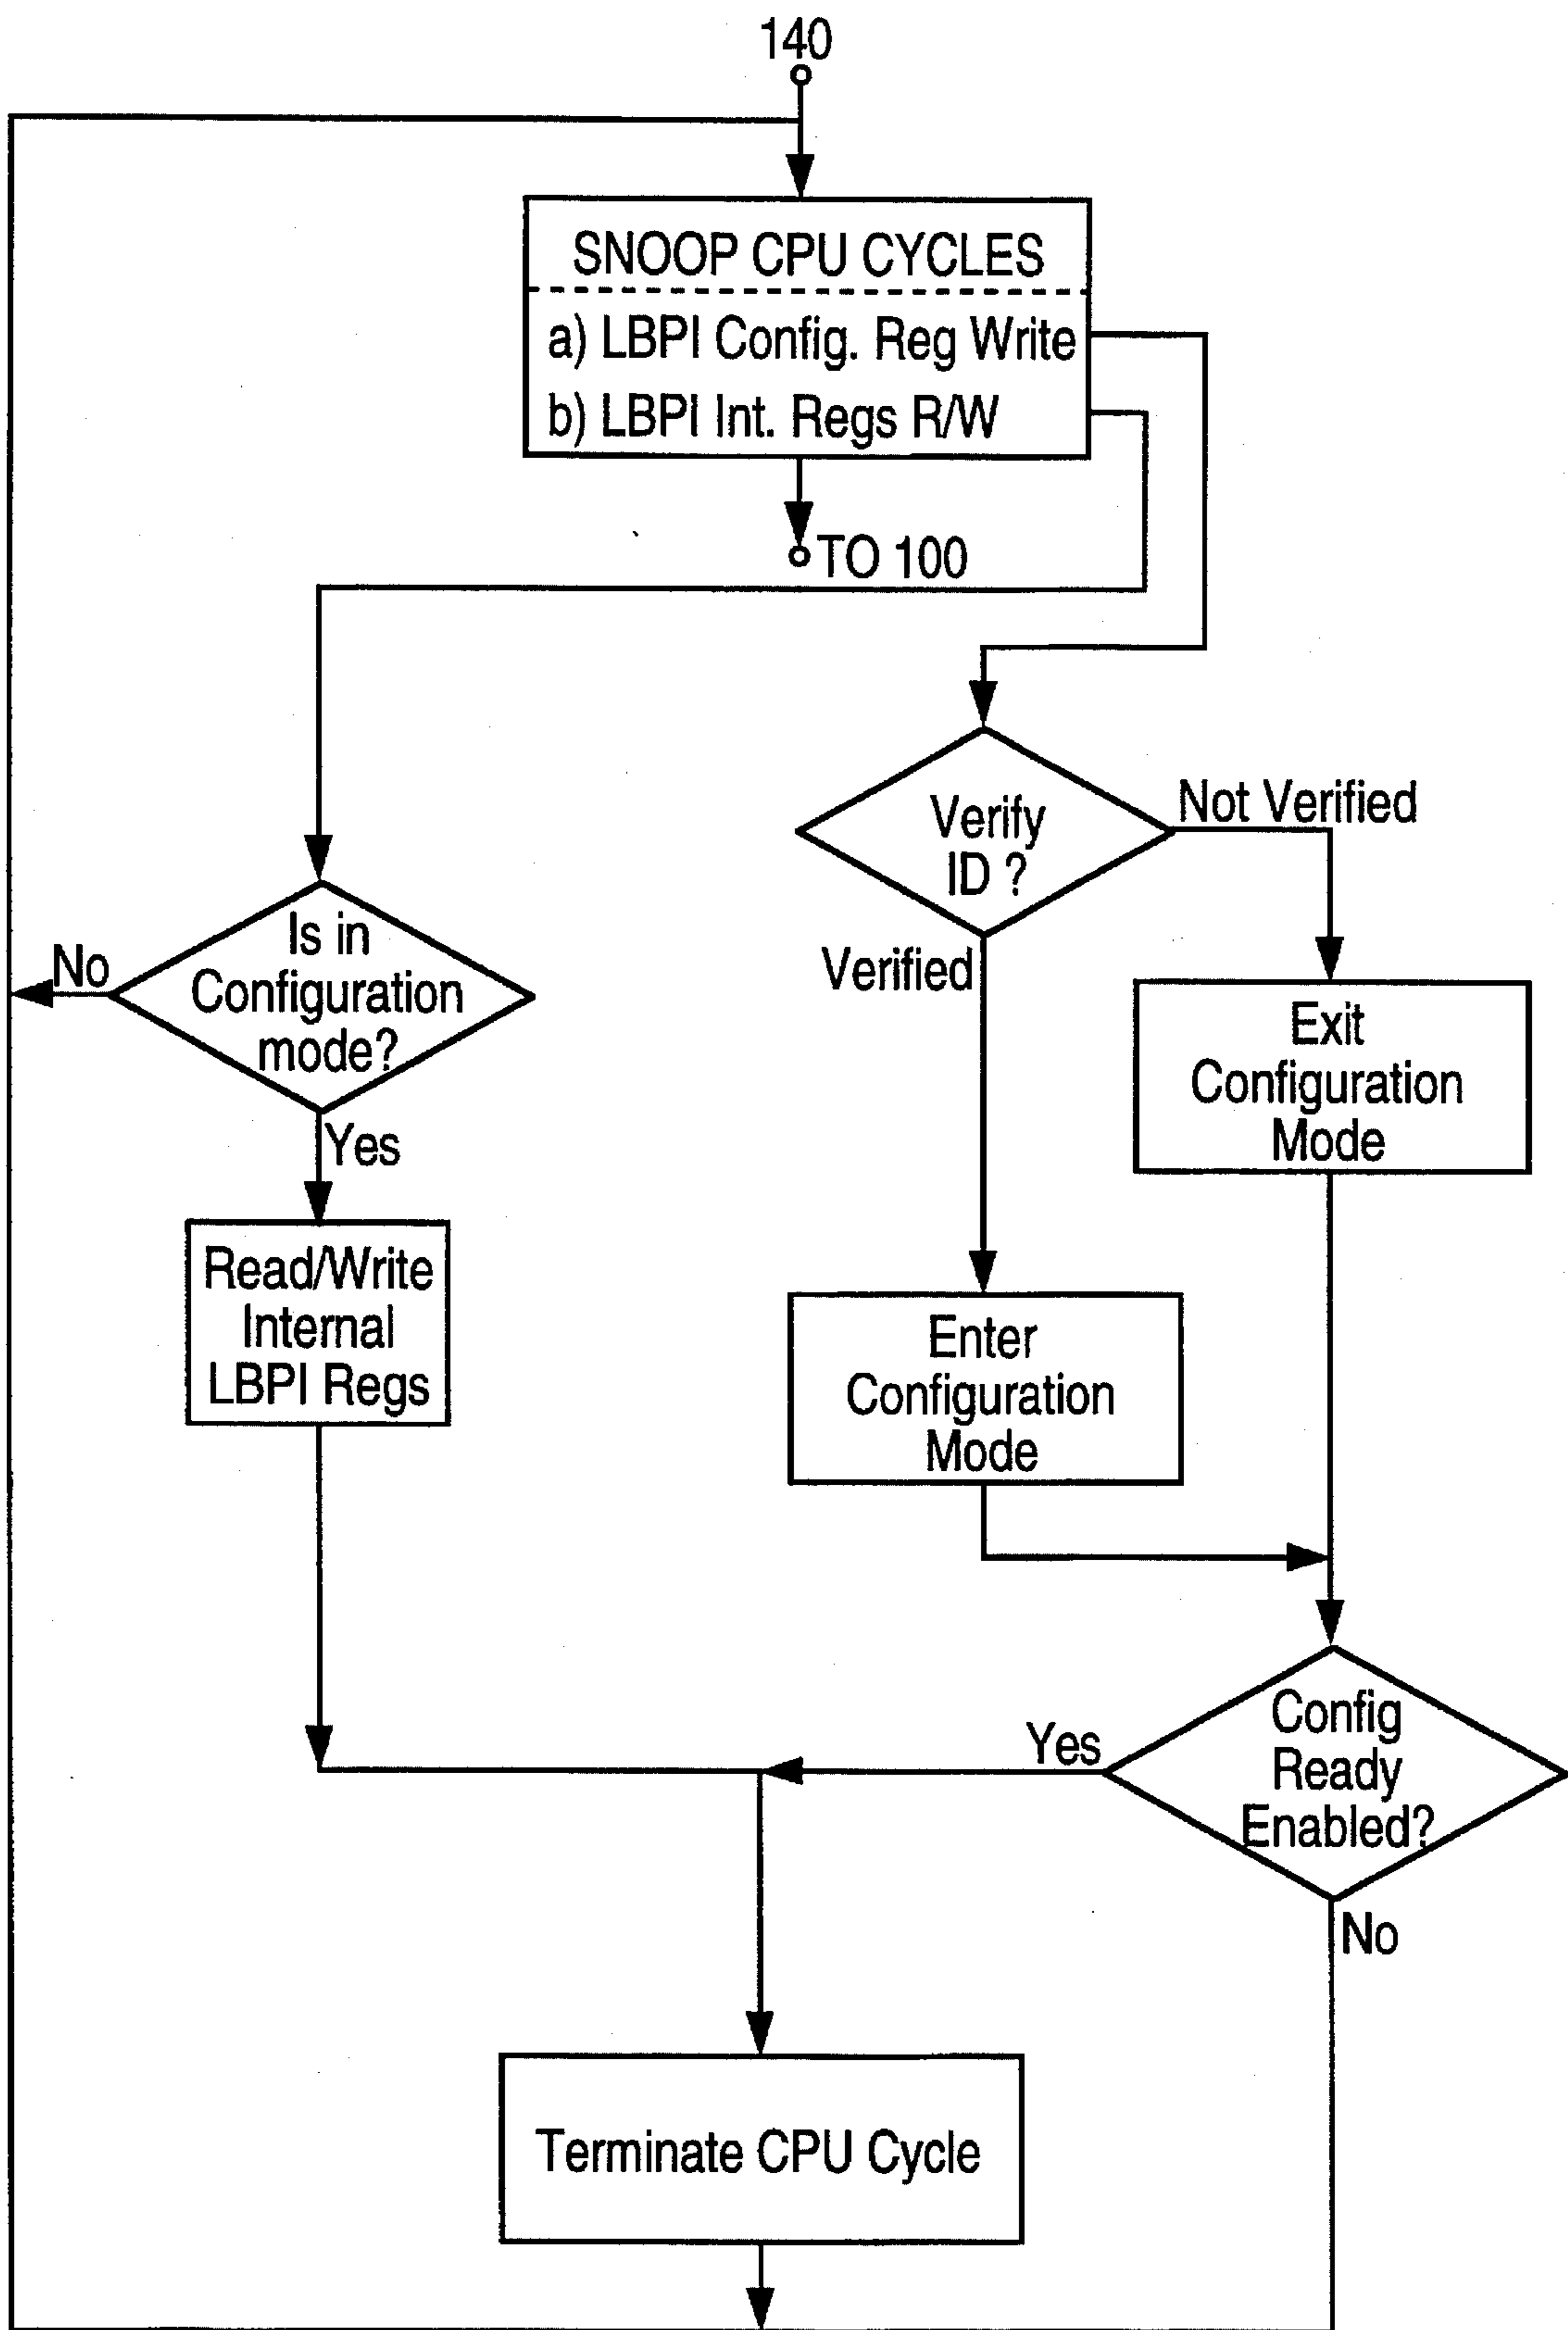 140
SNOOP CPU CYCLES
a) LBPI Config. Reg Write
b) LBPI Int. Regs R/W
TO 100
Verify
ID ?
Not Verified
Verified
Is in
Configuration
mode?
No
Yes
Exit
Configuration
Mode
Read/Write
Internal
LBPI Regs
Enter
Configuration
Mode
Config
Ready
Enabled?
Yes
No
Terminate CPU Cycle